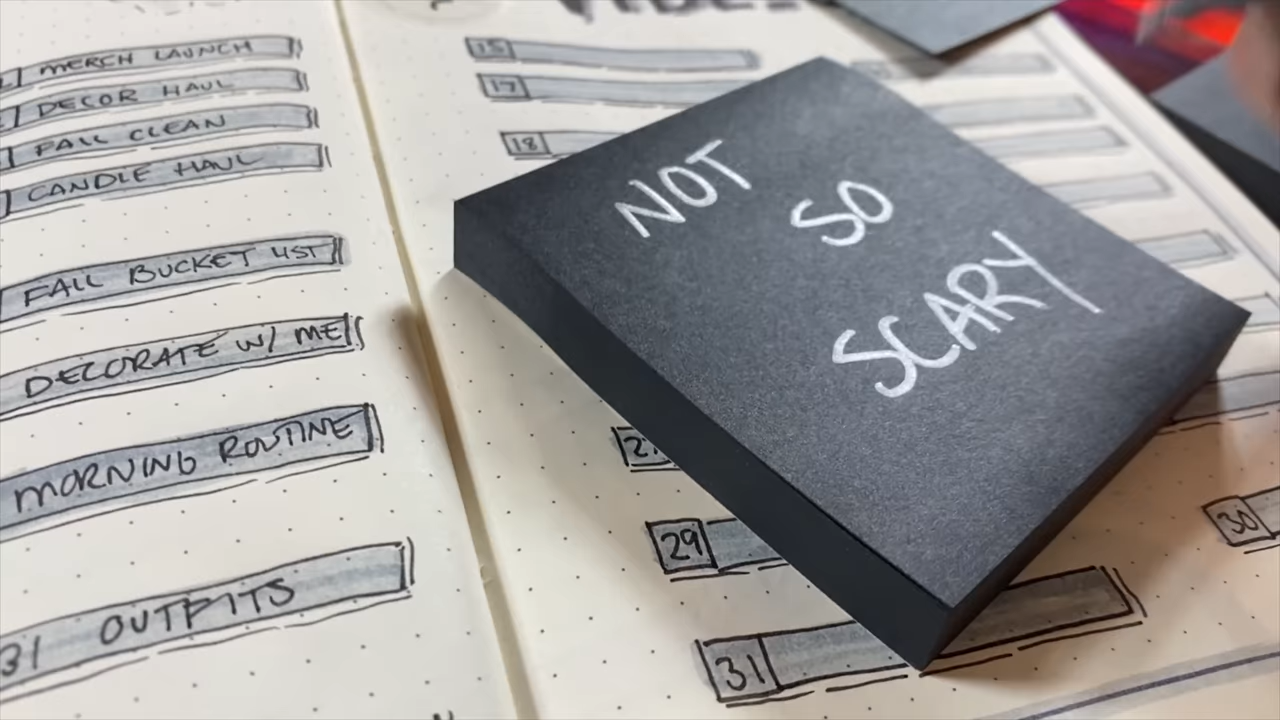 MERCH LAUNCH
DECOR HAUL
FALL CLEAN
CANDLE HAUL
FALL BUCKET LIST
DECORATE W/ ME
MORNING ROUTINE
31 OUTFITS
15
17
18
29
30
31
NOT
SO
SCARY